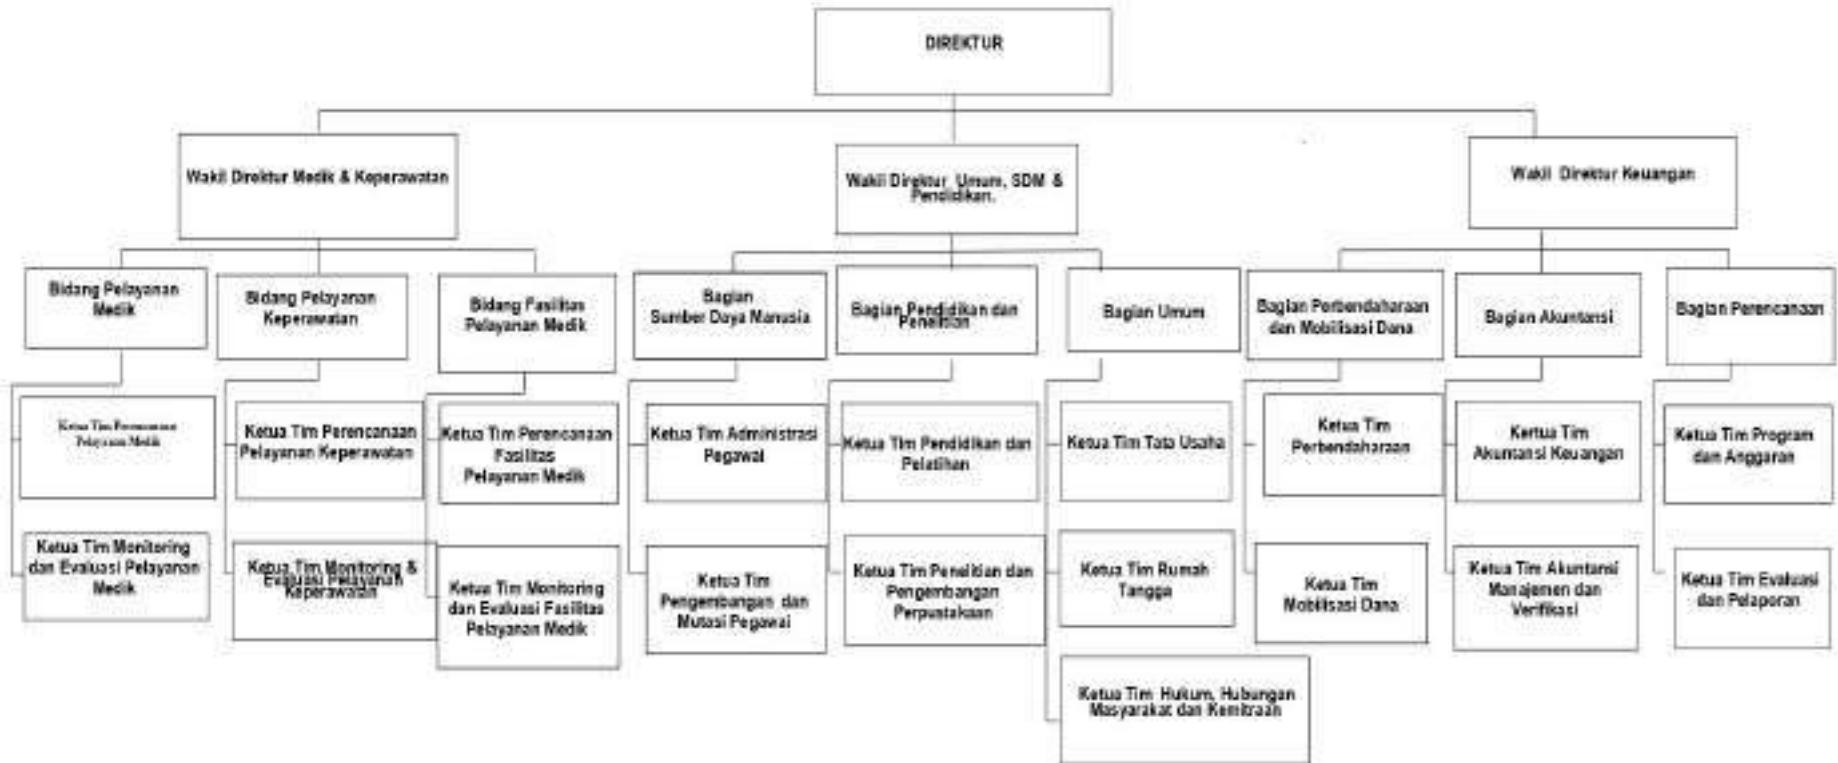 DIREKTUR
Wakil Direktur Medik & Keperawatan
Wakil Direktur Umum, SDM &
Pendidikan.
Wakil Direktur Keuangan
Bidang Pelayanan
Medik
Bidang Pelayanan
Keperawatan
Bidang Fasilitas
Pelayanan Medik
Bagian
Sumber Daya Manusia
Bagian Pendidikan dan
Penelitian
Bagian Umum
Bagian Perbendaharaan
dan Mobilisasi Dana
Bagian Akuntansi
Bagian Perencanaan
Ketua Tim Perencanaan
Pelayanan Medik
Ketua Tim Perencanaan
Pelayanan Keperawatan
Ketua Tim Perencanaan
Fasilitas
Pelayanan Medik
Ketua Tim Administrasi
Pegawai
Ketua Tim Pendidikan dan
Pelatihan
Ketua Tim Tata Usaha
Ketua Tim
Perbendaharaan
Kertua Tim
Akuntansi Keuangan
Ketua Tim Program
dan Anggaran
Ketua Tim Monitoring
dan Evaluasi Pelayanan
Medik
Ketua Tim Monitoring &
Evaluasi Pelayanan
Keperawatan
Ketua Tim Monitoring
dan Evaluasi Fasilitas
Pelayanan Medik
Ketua Tim
Pengembangan dan
Mutasi Pegawai
Ketua Tim Penelitian dan
Pengembangan
Perpustakaan
Ketua Tim Rumah
Tangga
Ketua Tim
Mobilisasi Dana
Ketua Tim Akuntansi
Manajemen dan
Verifikasi
Ketua Tim Evaluasi
dan Pelaporan
Ketua Tim Hukum, Hubungan
Masyarakat dan Kemitraan